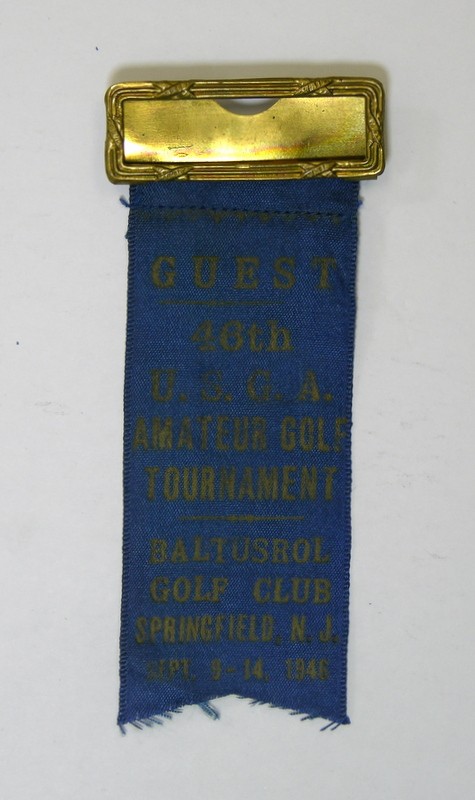 GUEST
46th
U. S. G. A.
AMATEUR GOLF
TOURNAMENT
BALTUSROL
GOLF CLUB
SPRINGFIELD, N. J.
SEPT. 9-14, 1946